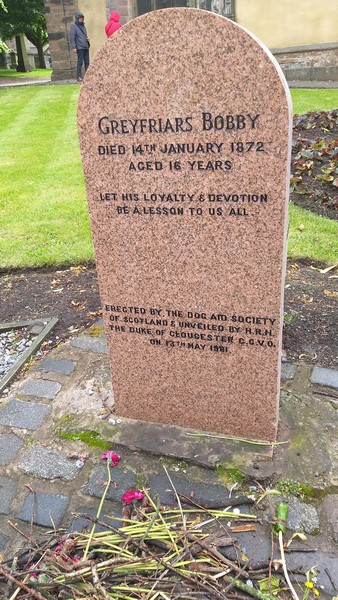 GREYFRIARS BOBBY
DIED 14TH JANUARY 1872
AGED 16 YEARS
LET HIS LOYALTY & DEVOTION
BE A LESSON TO US ALL.
ERECTED BY THE DOG AID SOCIETY
OF SCOTLAND & UNVEILED BY H.R.H.
THE DUKE OF GLOUCESTER G.C.V.O.
ON 13TH MAY 1981